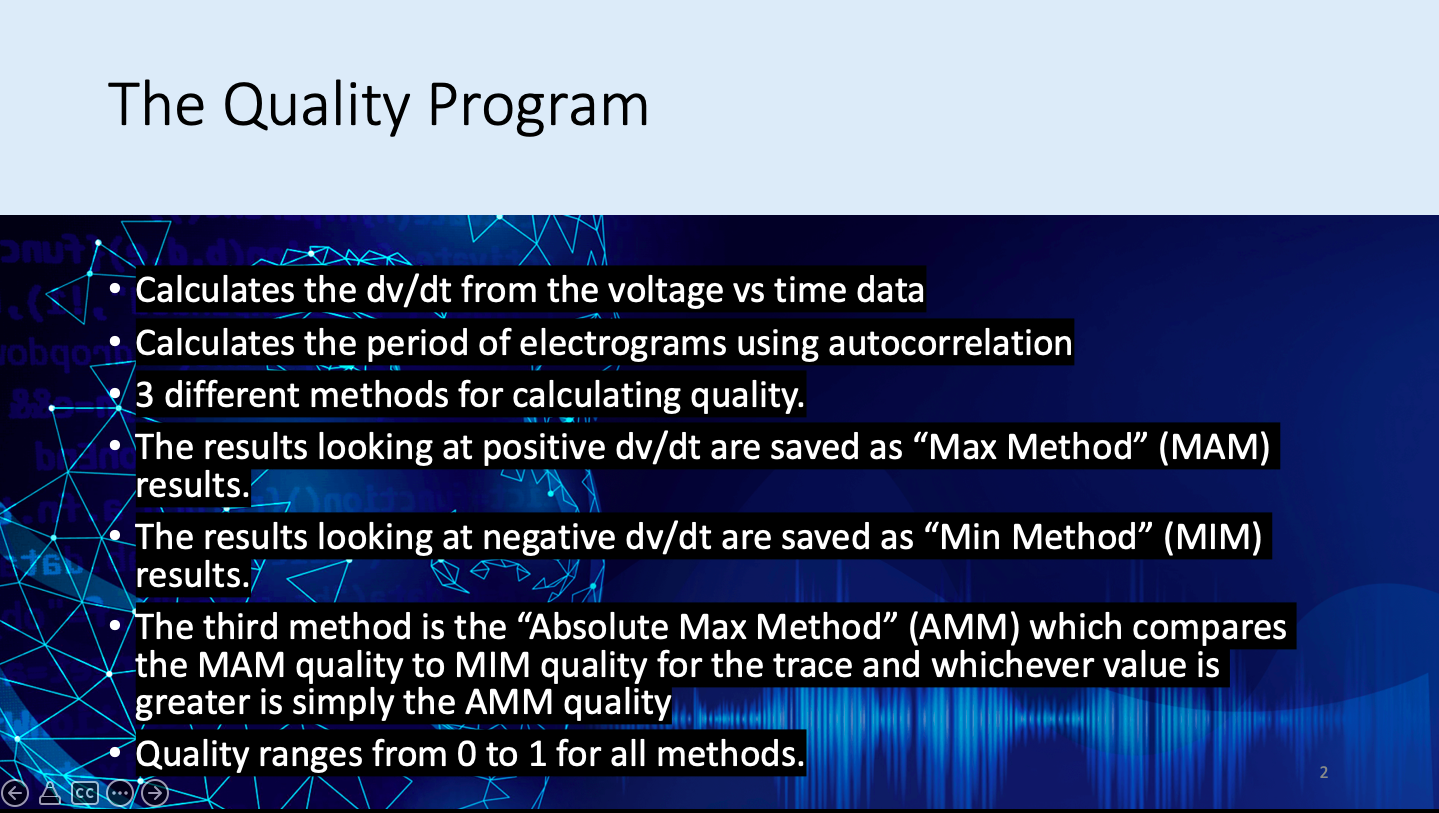 The Quality Program
• Calculates the dv/dt from the voltage vs time data
• Calculates the period of electrograms using autocorrelation
• 3 different methods for calculating quality.
• The results looking at positive dv/dt are saved as “Max Method” (MAM)
results.
• The results looking at negative dv/dt are saved as “Min Method” (MIM)
results.
• The third method is the “Absolute Max Method” (AMM) which compares
the MAM quality to MIM quality for the trace and whichever value is
greater is simply the AMM quality
• Quality ranges from 0 to 1 for all methods.
2
CC